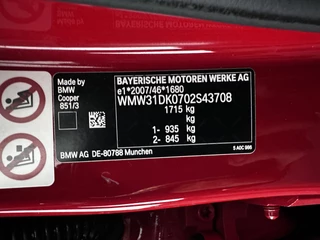 Made by
BMW
Cooper
851/3
BAYERISCHE MOTOREN WERKE AG
e1*2007/46*1680
WMW31DK0702S43708
1715 kg
kg
1- 935 kg
2- 845 kg
BMW AG DE-80788 Munchen